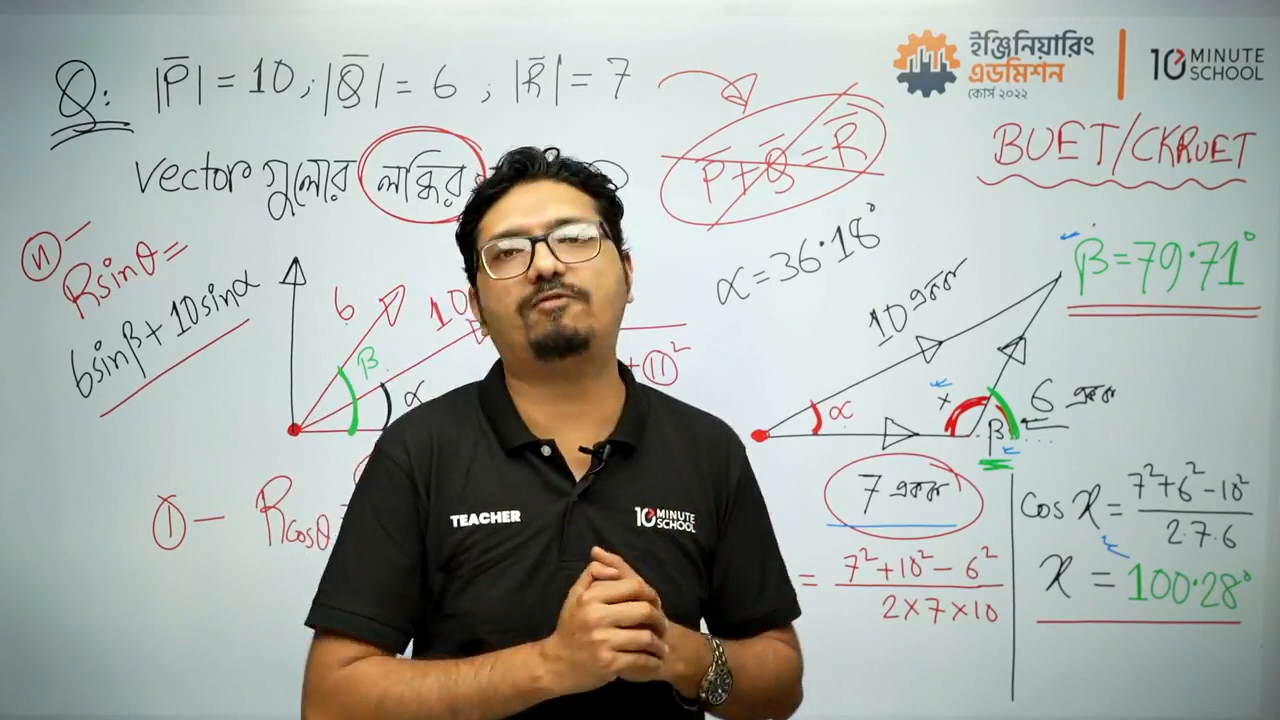 Q: |P̅| = 10 ; |Q̅| = 6 ; |R̅| = 7
Vector গুলোর লব্ধির
P̅ + Q̅ = R̅
ইঞ্জিনিয়ারিং
এডমিশন
কোর্স ২০২২
10 MINUTE
SCHOOL
BUET/CKRUET
(ii) - Rsinθ =
6sinβ + 10sinα
6
10
β
α
+ (ii)²
(i) - Rcosθ
α = 36.18°
β = 79.71°
10 একক
α
x
β
6 একক
7 একক
= 7² + 10² - 6² / 2×7×10
cos x = 7² + 6² - 10² / 2.7.6
x = 100.28°
TEACHER
10 MINUTE
SCHOOL